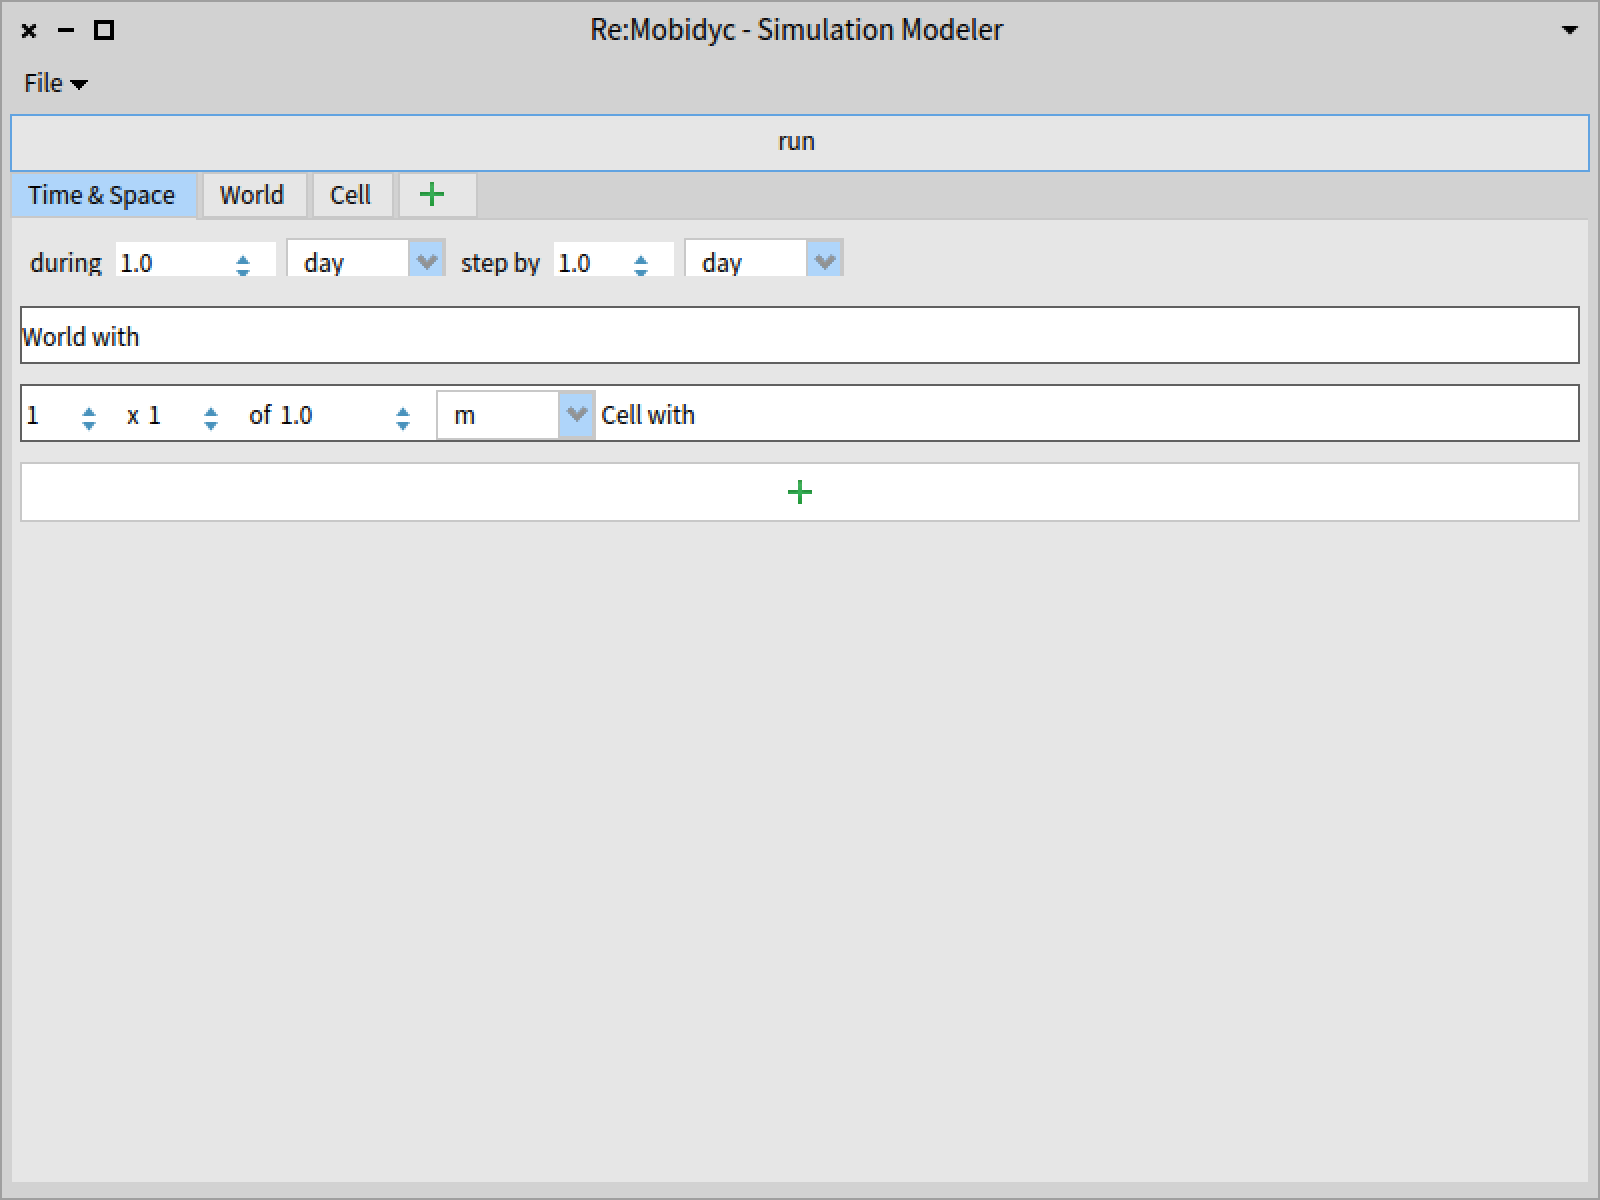 Re:Mobidyc - Simulation Modeler
File
run
Time & Space World Cell
during 1.0 day step by 1.0 day
World with
1 x 1 of 1.0 m Cell with